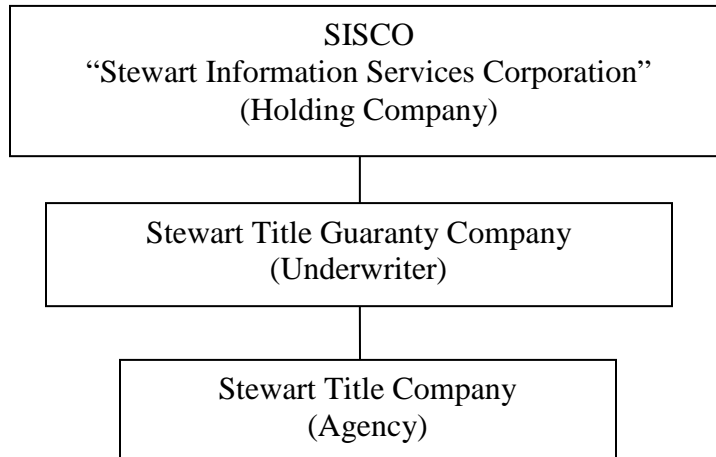 SISCO
“Stewart Information Services Corporation”
(Holding Company)
Stewart Title Guaranty Company
(Underwriter)
Stewart Title Company
(Agency)